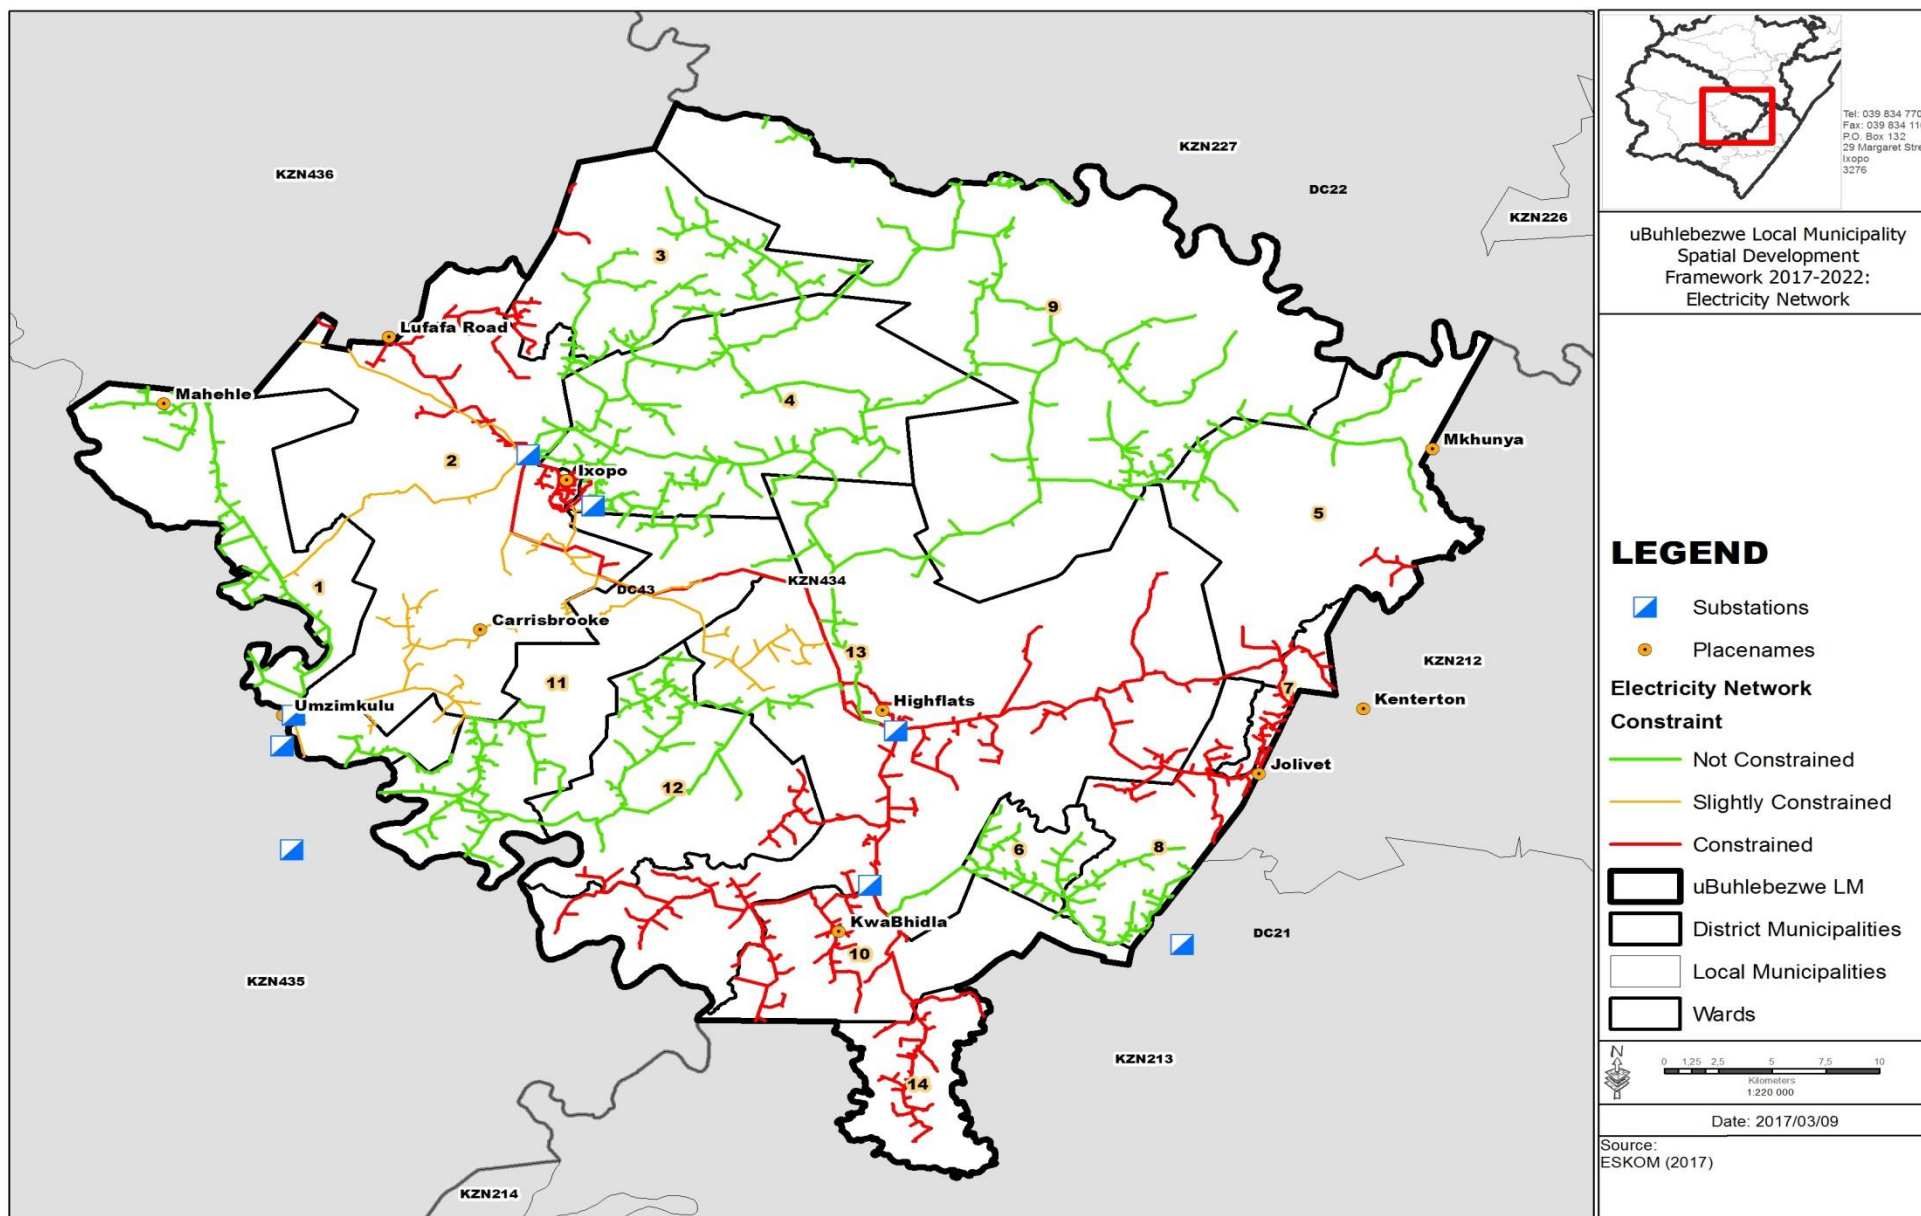 KZN436
KZN227
DC22
KZN226
3
9
Lufafa Road
Mahehle
4
Mkhunya
2
Ixopo
5
1
KZN434
DC43
Carrisbrooke
13
KZN212
11
7
Umzimkulu
Highflats
Kenterton
Jolivet
12
6
8
KwaBhidla
10
DC21
KZN435
KZN213
14
KZN214
Tel: 039 834 770
Fax: 039 834 11
P.O. Box 132
29 Margaret Stre
Ixopo
3276
uBuhlebezwe Local Municipality
Spatial Development
Framework 2017-2022:
Electricity Network
LEGEND
Substations
Placenames
Electricity Network
Constraint
Not Constrained
Slightly Constrained
Constrained
uBuhlebezwe LM
District Municipalities
Local Municipalities
Wards
N
0 1,25 2,5 5 7,5 10
Kilometers
1:220 000
Date: 2017/03/09
Source:
ESKOM (2017)